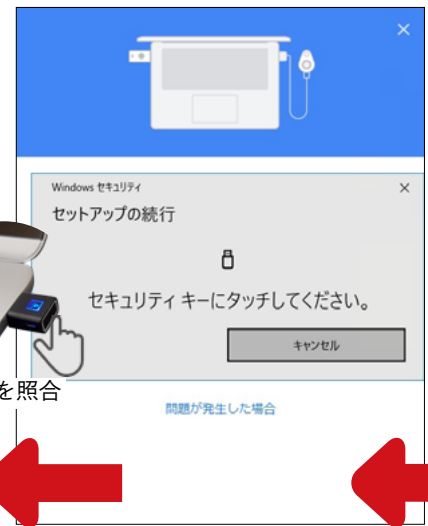 Windows セキュリティ
セットアップの続行
セキュリティ キーにタッチしてください。
キャンセル
を照合
問題が発生した場合